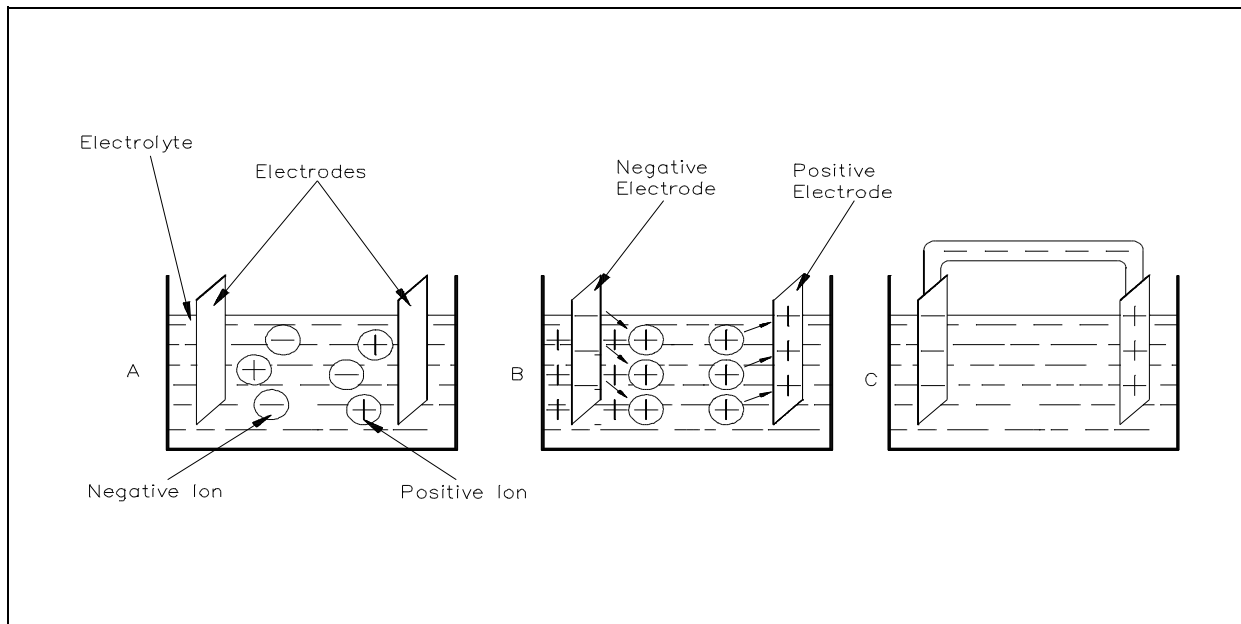 Electrolyte
Electrodes
Negative
Electrode
Positive
Electrode
A
B
C
Negative Ion
Positive Ion